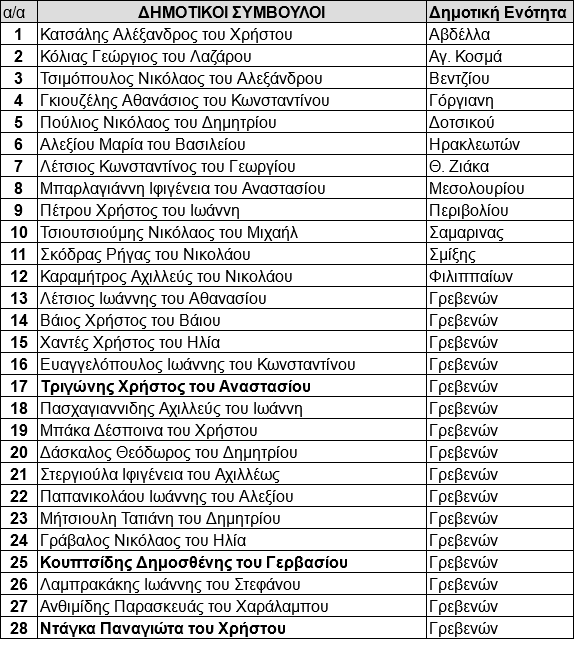 α/α ΔΗΜΟΤΙΚΟΙ ΣΥΜΒΟΥΛΟΙ Δημοτική Ενότητα
1 Κατσάλης Αλέξανδρος του Χρήστου Αβδέλλα
2 Κόλιας Γεώργιος του Λαζάρου Αγ. Κοσμά
3 Τσιμόπουλος Νικόλαος του Αλεξάνδρου Βεντζίου
4 Γκιουζέλης Αθανάσιος του Κωνσταντίνου Γόργιανη
5 Πούλιος Νικόλαος του Δημητρίου Δοτσικού
6 Αλεξίου Μαρία του Βασιλείου Ηρακλεωτών
7 Λέτσιος Κωνσταντίνος του Γεωργίου Θ. Ζιάκα
8 Μπαρλαγιάννη Ιφιγένεια του Αναστασίου Μεσολουρίου
9 Πέτρου Χρήστος του Ιωάννη Περιβολίου
10 Τσιουτσιούμης Νικόλαος του Μιχαήλ Σαμαρινας
11 Σκόδρας Ρήγας του Νικολάου Σμίξης
12 Καραμήτρος Αχιλλεύς του Νικολάου Φιλιππαίων
13 Λέτσιος Ιωάννης του Αθανασίου Γρεβενών
14 Βάιος Χρήστος του Βάιου Γρεβενών
15 Χαντές Χρήστος του Ηλία Γρεβενών
16 Ευαγγελόπουλος Ιωάννης του Κωνσταντίνου Γρεβενών
17 Τριγώνης Χρήστος του Αναστασίου Γρεβενών
18 Πασχαγιαννιδης Αχιλλεύς του Ιωάννη Γρεβενών
19 Μπάκα Δέσποινα του Χρήστου Γρεβενών
20 Δάσκαλος Θεόδωρος του Δημητρίου Γρεβενών
21 Στεργιούλα Ιφιγένεια του Αχιλλέως Γρεβενών
22 Παπανικολάου Ιωάννης του Αλεξίου Γρεβενών
23 Μήτσιουλη Τατιάνη του Δημητρίου Γρεβενών
24 Γράβαλος Νικόλαος του Ηλία Γρεβενών
25 Κουπτσίδης Δημοσθένης του Γερβασίου Γρεβενών
26 Λαμπρακάκης Ιωάννης του Στεφάνου Γρεβενών
27 Ανθιμίδης Παρασκευάς του Χαράλαμπου Γρεβενών
28 Ντάγκα Παναγιώτα του Χρήστου Γρεβενών